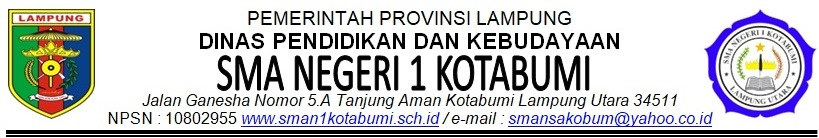 LAMPUNG
PEMERINTAH PROVINSI LAMPUNG
DINAS PENDIDIKAN DAN KEBUDAYAAN
SMA NEGERI 1 KOTABUMI
Jalan Ganesha Nomor 5.A Tanjung Aman Kotabumi Lampung Utara 34511
NPSN : 10802955 www.sman1kotabumi.sch.id / e-mail : smansakobum@yahoo.co.id
SMA NEGERI 1 KOTABUMI
LAMPUNG UTARA